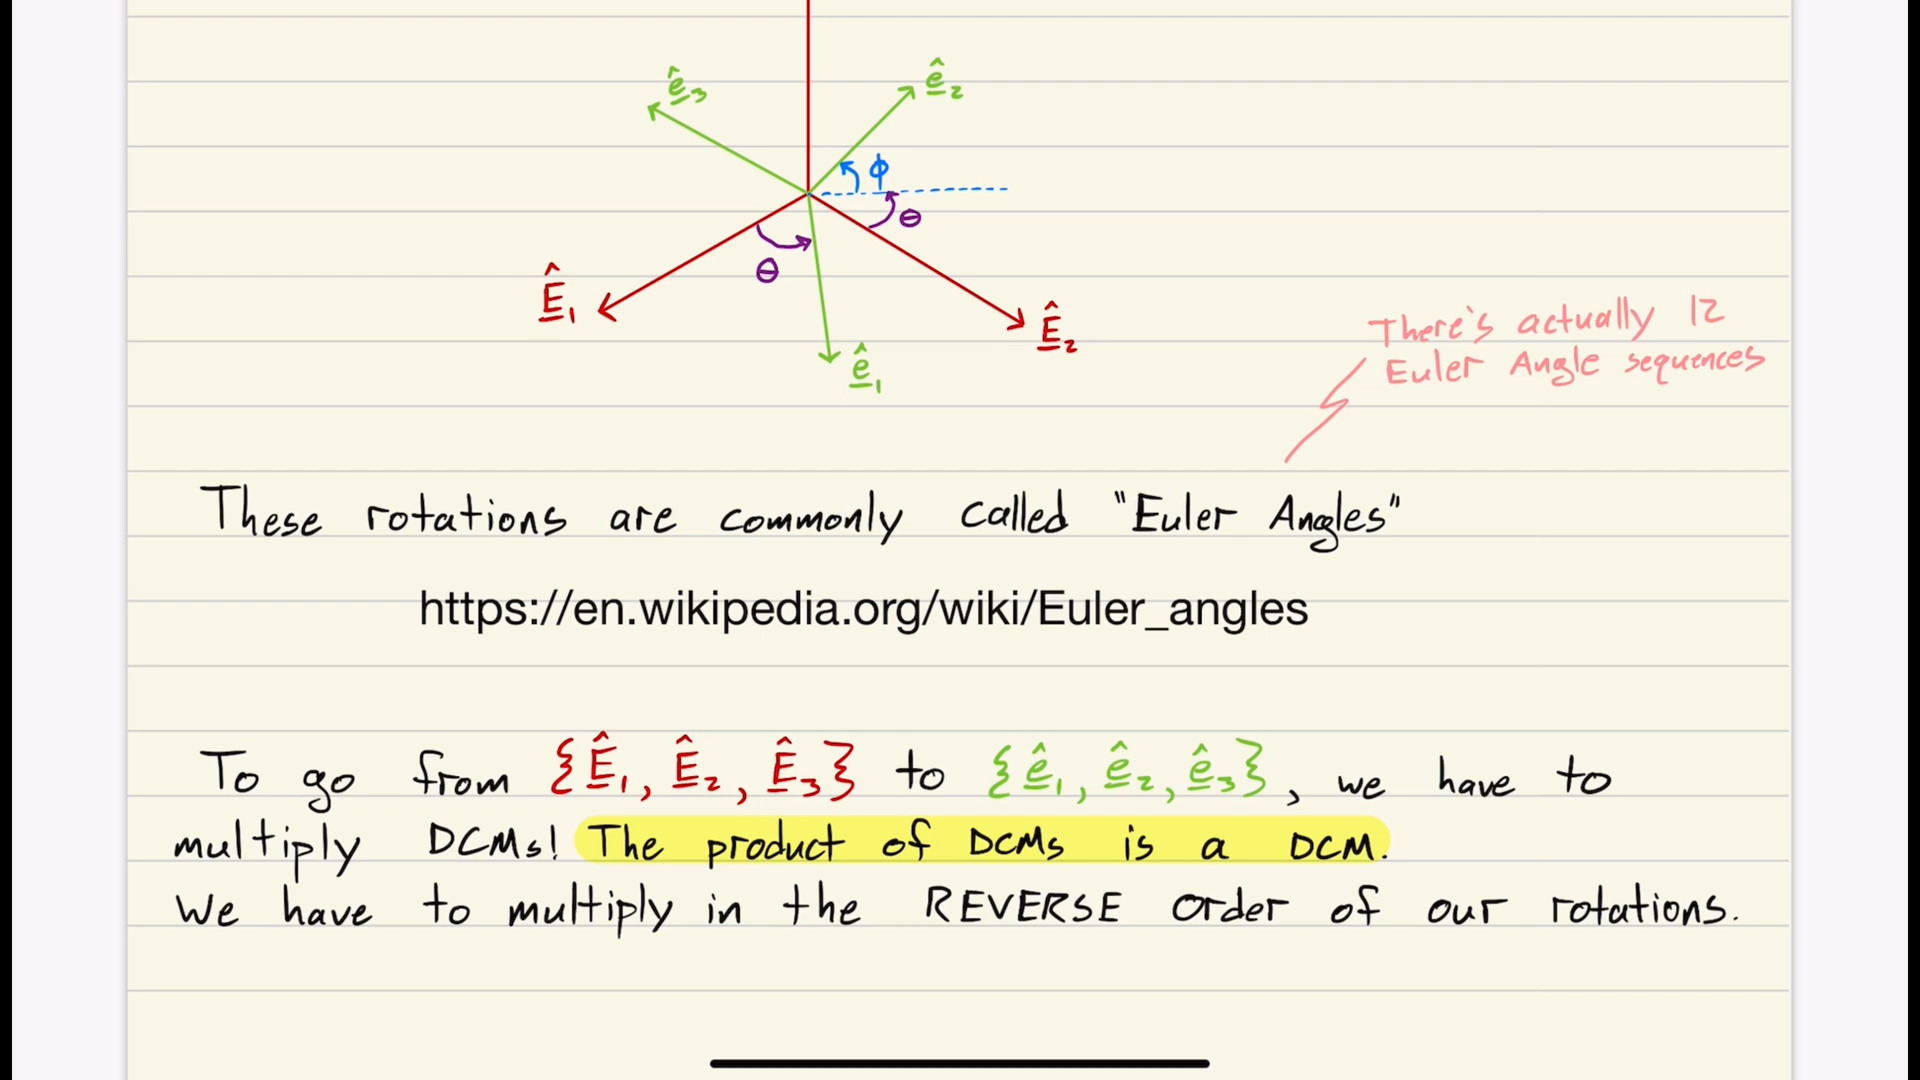 ê₃
ê₂
ϕ
θ
θ
Ê₁
Ê₂
ê₁
There's actually 12
Euler Angle sequences
These rotations are commonly called "Euler Angles"
https://en.wikipedia.org/wiki/Euler_angles
To go from {Ê₁, Ê₂, Ê₃} to {ê₁, ê₂, ê₃}, we have to
multiply DCMs! The product of DCMs is a DCM.
We have to multiply in the REVERSE order of our rotations.